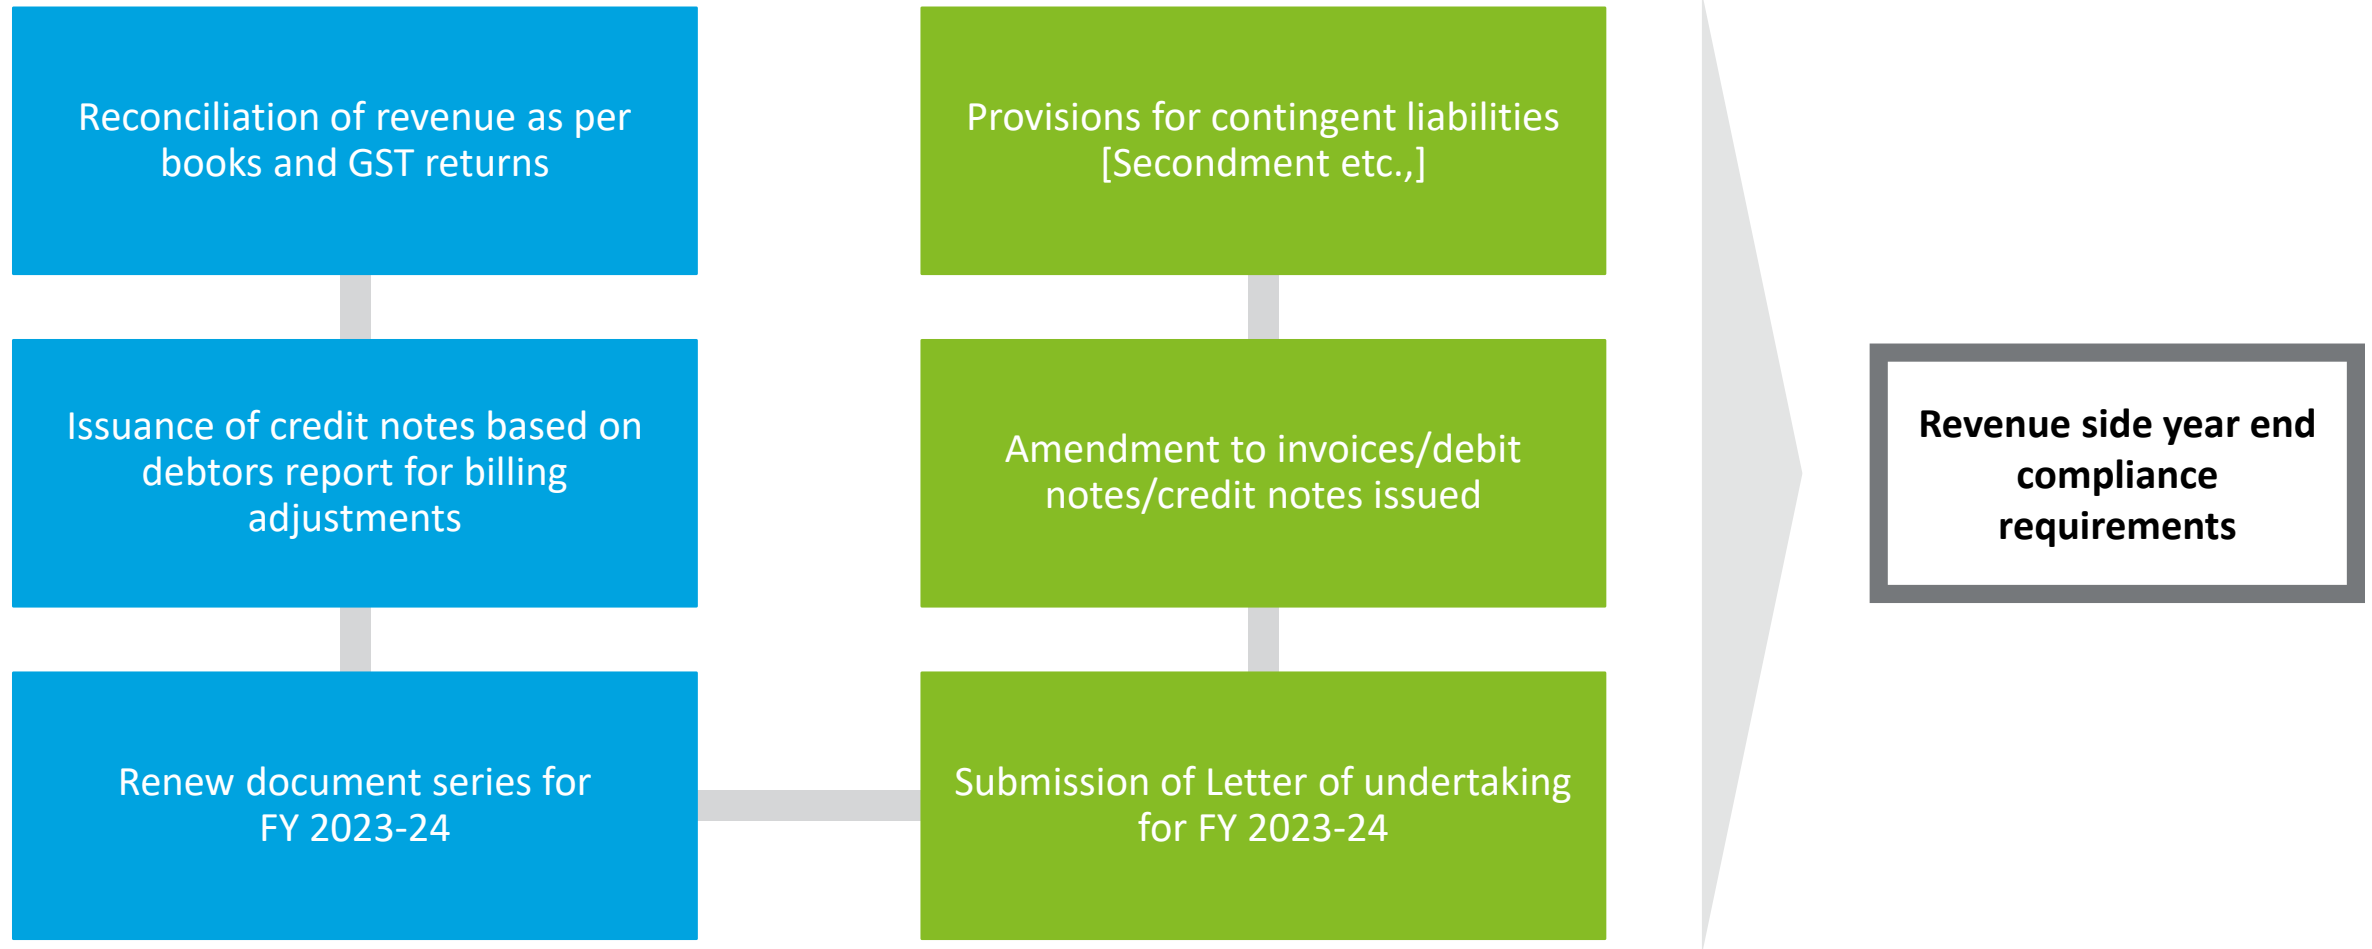 Reconciliation of revenue as per
books and GST returns
Issuance of credit notes based on
debtors report for billing
adjustments
Renew document series for
FY 2023-24
Provisions for contingent liabilities
[Secondment etc.,]
Amendment to invoices/debit
notes/credit notes issued
Submission of Letter of undertaking
for FY 2023-24
Revenue side year end
compliance
requirements